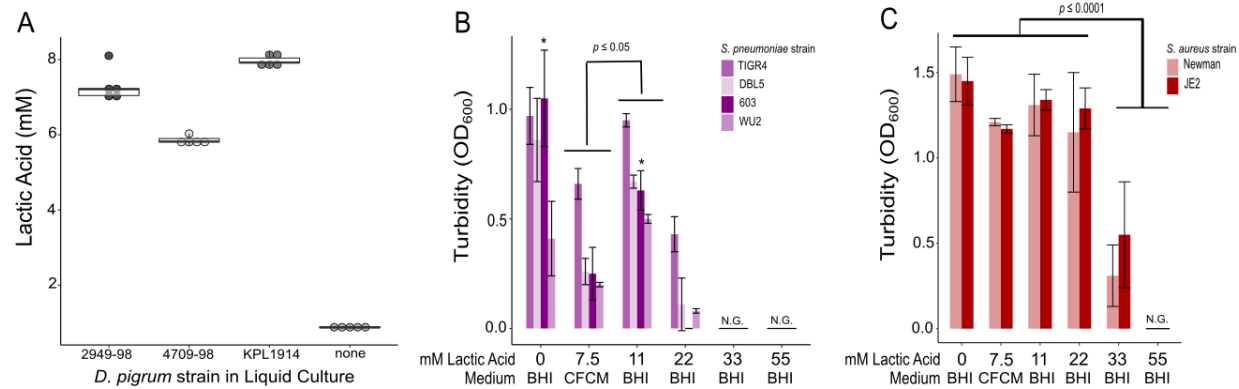 A
Lactic Acid (mM)
8
6
4
2
2949-98 4709-98 KPL1914 none
D. pigrum strain in Liquid Culture
B
Turbidity (OD600)
1.0
0.5
0.0
*
p ≤ 0.05
*
S. pneumoniae strain
TIGR4
DBL5
603
WU2
N.G. N.G.
mM Lactic Acid 0 7.5 11 22 33 55
Medium BHI CFCM BHI BHI BHI BHI
C
Turbidity (OD600)
1.5
1.0
0.5
0.0
p ≤ 0.0001
S. aureus strain
Newman
JE2
N.G.
mM Lactic Acid 0 7.5 11 22 33 55
Medium BHI CFCM BHI BHI BHI BHI